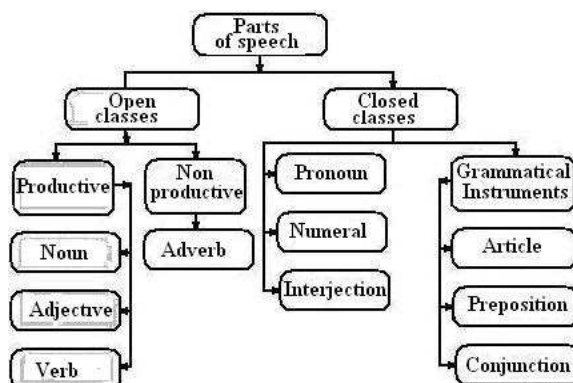 Parts
of speech
Open
classes
Closed
classes
Productive
Non
productive
Pronoun
Grammatical
Instruments
Noun
Adverb
Numeral
Article
Adjective
Interjection
Preposition
Verb
Conjunction